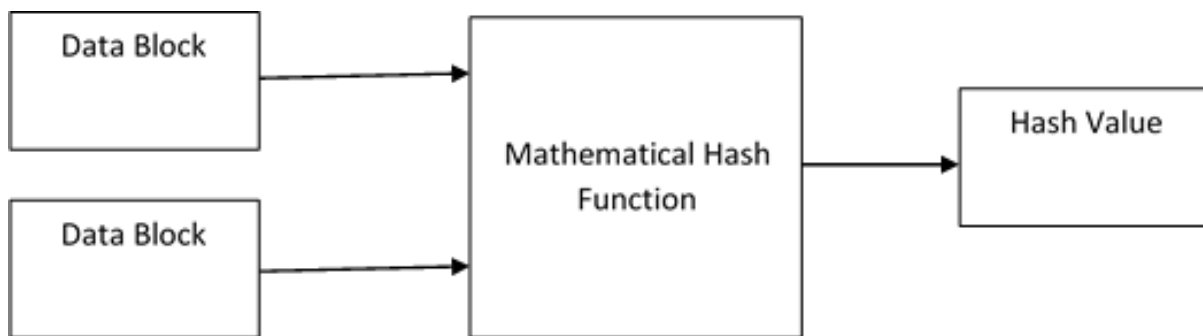 Data Block
Data Block
Mathematical Hash
Function
Hash Value